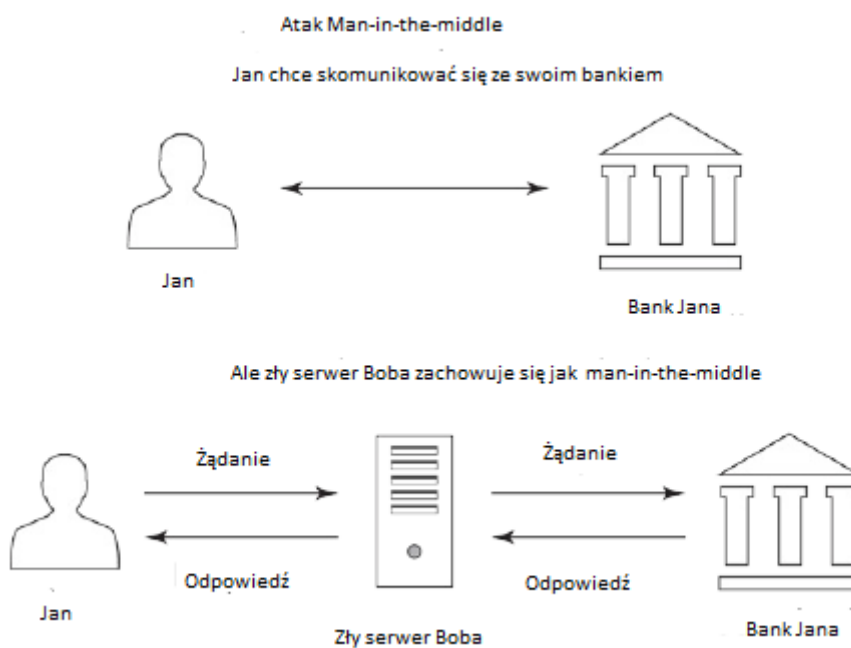 Atak Man-in-the-middle
Jan chce skomunikować się ze swoim bankiem
Jan
Bank Jana
Ale zły serwer Boba zachowuje się jak man-in-the-middle
Żądanie
Żądanie
Odpowiedź
Odpowiedź
Jan
Zły serwer Boba
Bank Jana